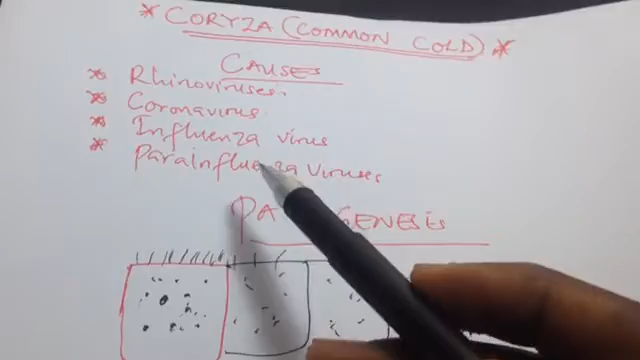 * CORYZA (COMMON COLD) *
CAUSES
* Rhinoviruses.
* Coronavirus.
* Influenza virus
* Parainfluenza viruses